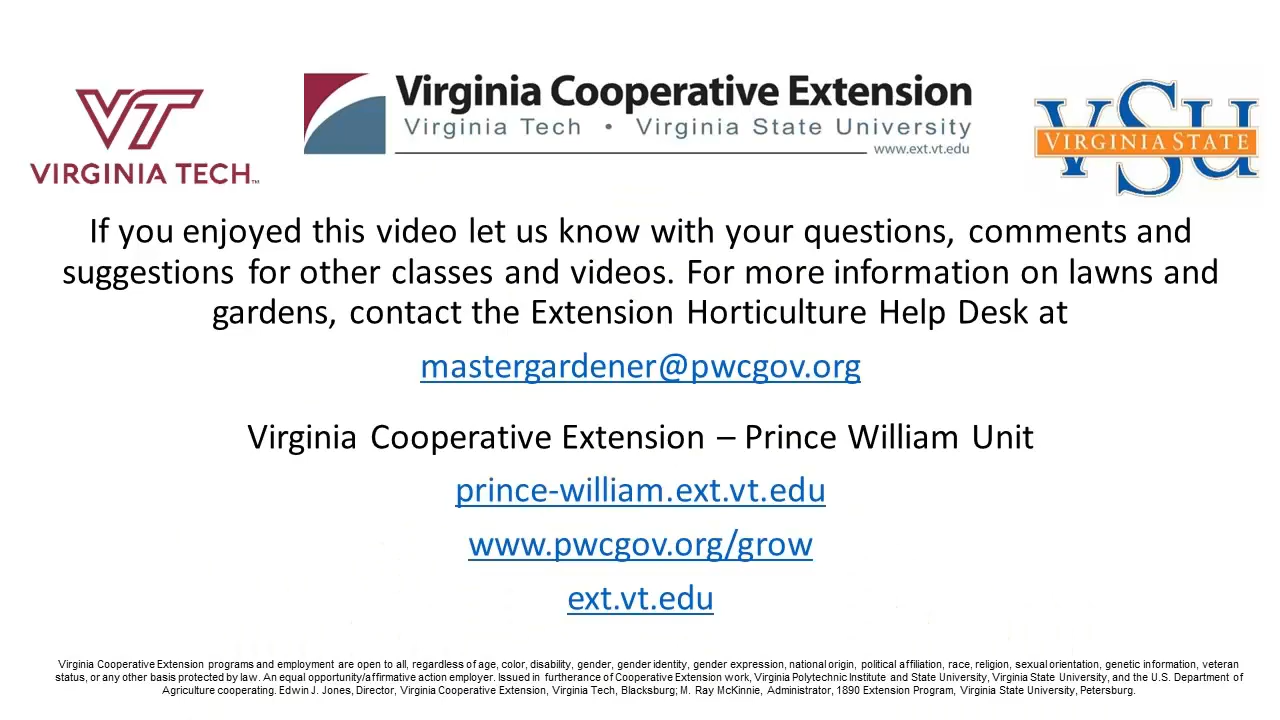 VT
VIRGINIA TECH™
Virginia Cooperative Extension
Virginia Tech • Virginia State University
www.ext.vt.edu
VSU
VIRGINIA STATE
If you enjoyed this video let us know with your questions, comments and
suggestions for other classes and videos. For more information on lawns and
gardens, contact the Extension Horticulture Help Desk at
mastergardener@pwcgov.org
Virginia Cooperative Extension – Prince William Unit
prince-william.ext.vt.edu
www.pwcgov.org/grow
ext.vt.edu
Virginia Cooperative Extension programs and employment are open to all, regardless of age, color, disability, gender, gender identity, gender expression, national origin, political affiliation, race, religion, sexual orientation, genetic information, veteran
status, or any other basis protected by law. An equal opportunity/affirmative action employer. Issued in furtherance of Cooperative Extension work, Virginia Polytechnic Institute and State University, Virginia State University, and the U.S. Department of
Agriculture cooperating. Edwin J. Jones, Director, Virginia Cooperative Extension, Virginia Tech, Blacksburg; M. Ray McKinnie, Administrator, 1890 Extension Program, Virginia State University, Petersburg.